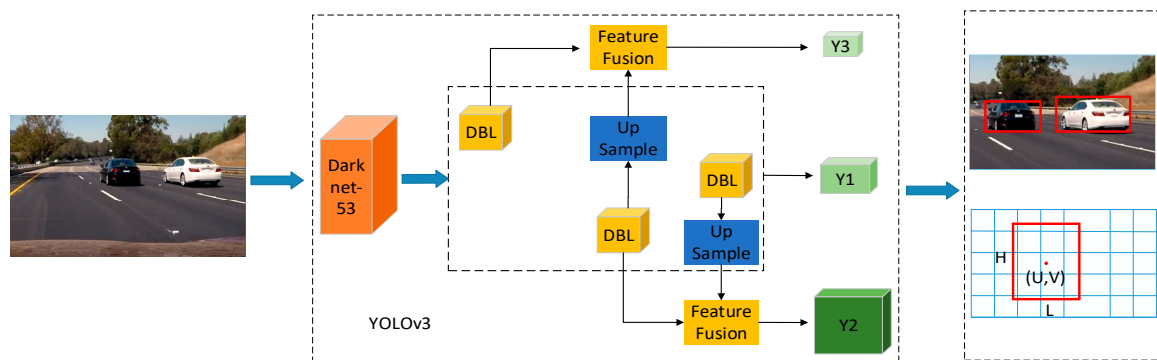 Feature
Fusion
Y3
DBL
Up
Sample
Dark
net-
53
DBL
Y1
DBL
Up
Sample
H
(U,V)
L
Feature
Fusion
Y2
YOLOv3